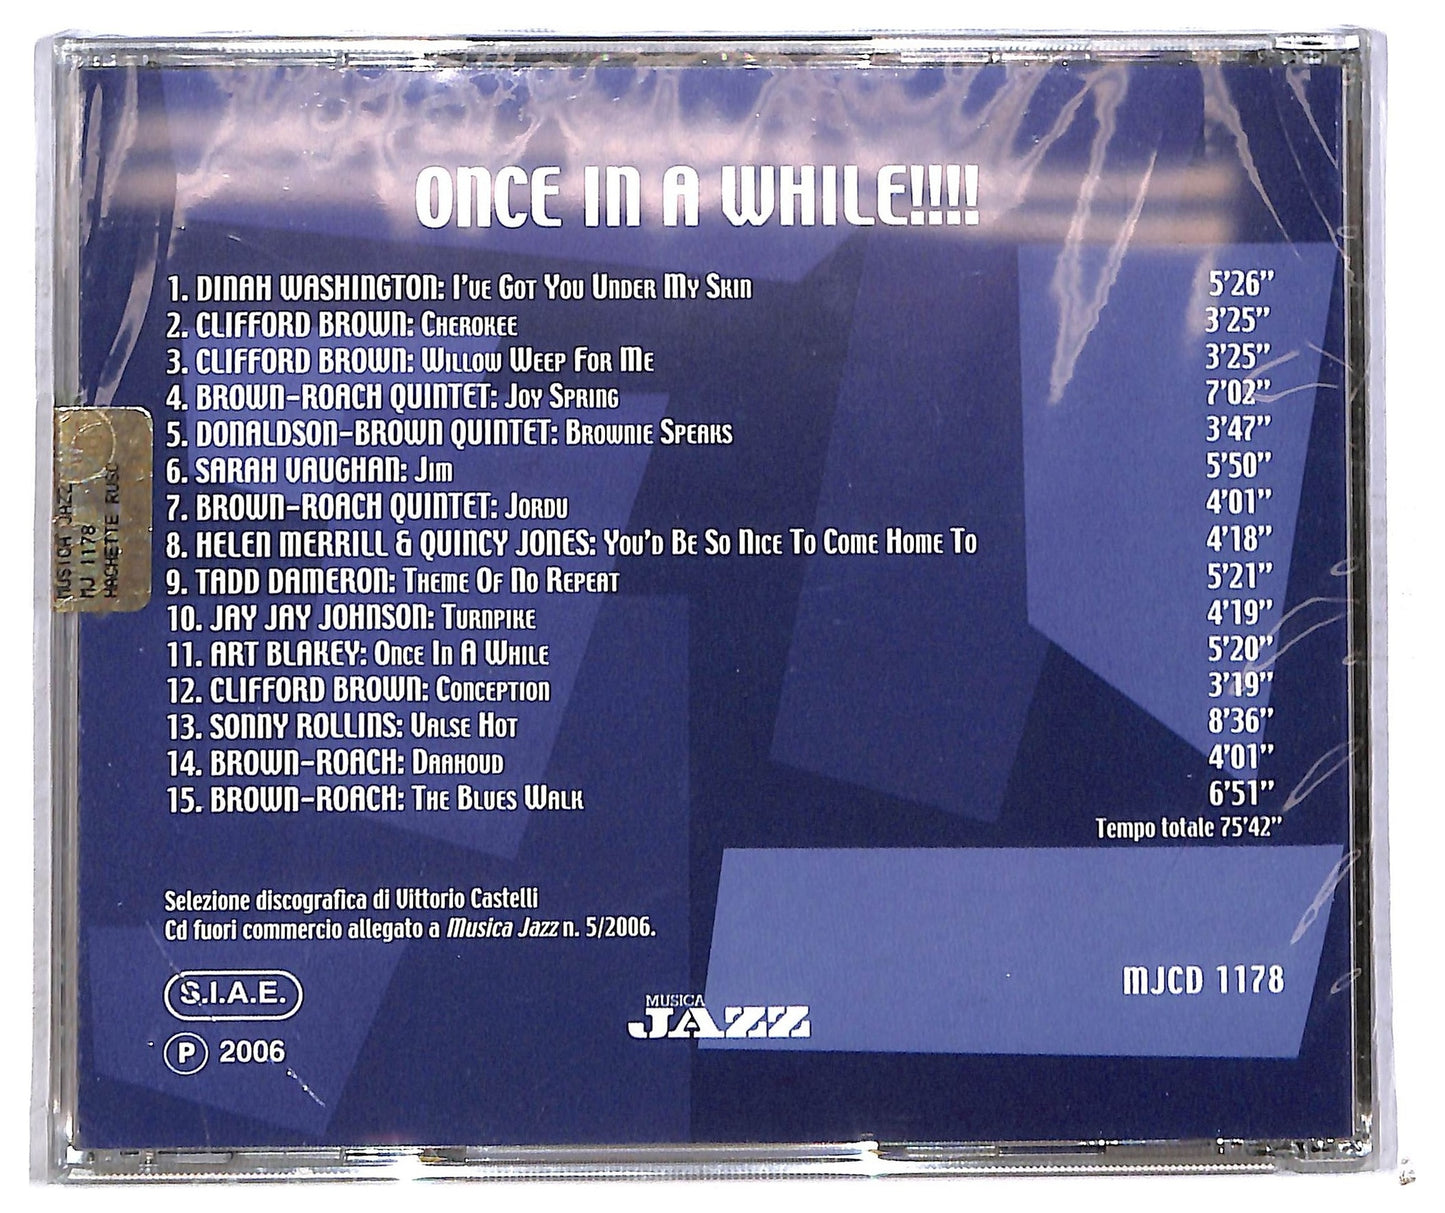 ONCE IN A WHILE!!!!
1. DINAH WASHINGTON: I'VE GOT YOU UNDER MY SKIN 5'26"
2. CLIFFORD BROWN: CHEROKEE 3'25"
3. CLIFFORD BROWN: WILLOW WEEP FOR ME 3'25"
4. BROWN-ROACH QUINTET: JOY SPRING 7'02"
5. DONALDSON-BROWN QUINTET: BROWNIE SPEAKS 3'47"
6. SARAH VAUGHAN: JIM 5'50"
7. BROWN-ROACH QUINTET: JORDU 4'01"
8. HELEN MERRILL & QUINCY JONES: YOU'D BE SO NICE TO COME HOME TO 4'18"
9. TADD DAMERON: THEME OF NO REPEAT 5'21"
10. JAY JAY JOHNSON: TURNPIKE 4'19"
11. ART BLAKEY: ONCE IN A WHILE 5'20"
12. CLIFFORD BROWN: CONCEPTION 3'19"
13. SONNY ROLLINS: VALSE HOT 8'36"
14. BROWN-ROACH: DAAHOUD 4'01"
15. BROWN-ROACH: THE BLUES WALK 6'51"
Tempo totale 75'42"
Selezione discografica di Vittorio Castelli
Cd fuori commercio allegato a Musica Jazz n. 5/2006.
S.I.A.E.
P 2006
MUSICA
JAZZ
MJCD 1178
MUSICA JAZZ
MJ 1178
HACHETTE RUSC